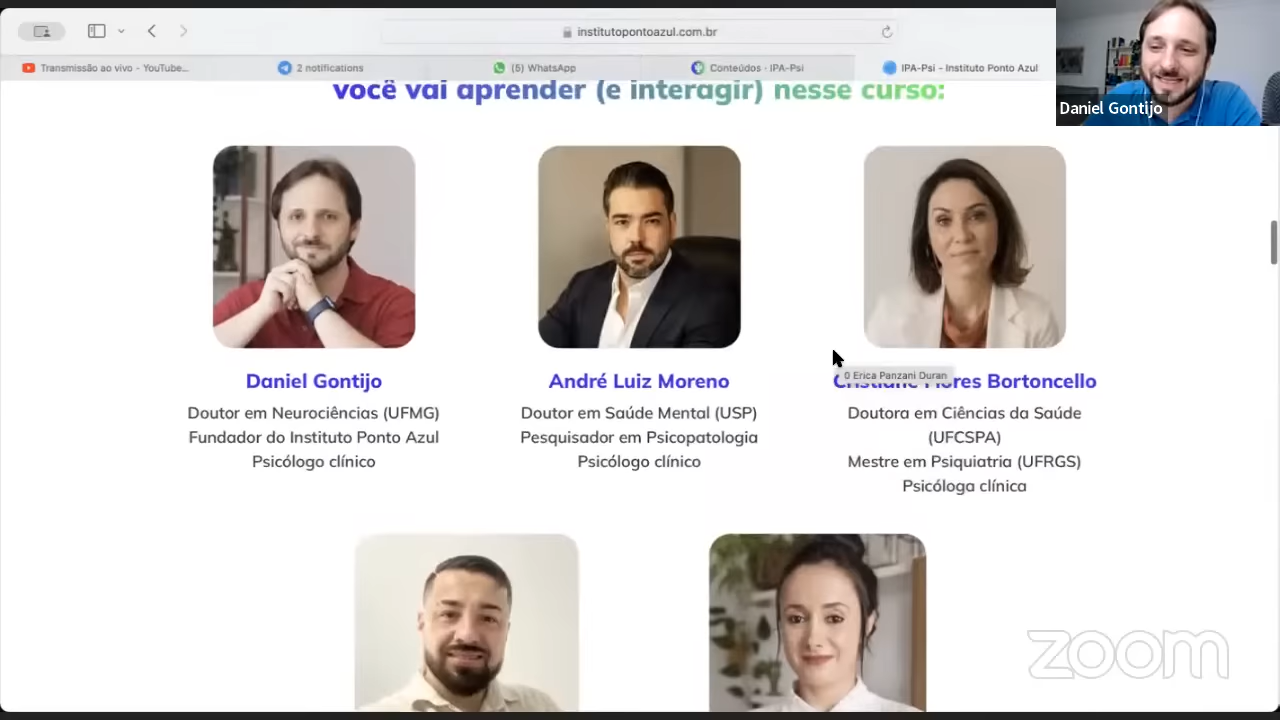 institutopontoazul.com.br
Transmissão ao vivo - YouTube...
2 notifications
(5) WhatsApp
Conteúdos · IPA-Psi
IPA-Psi - Instituto Ponto Azul
Daniel Gontijo
você vai aprender (e interagir) nesse curso:
Daniel Gontijo
Doutor em Neurociências (UFMG)
Fundador do Instituto Ponto Azul
Psicólogo clínico
André Luiz Moreno
Doutor em Saúde Mental (USP)
Pesquisador em Psicopatologia
Psicólogo clínico
0 Erica Panzani Duran
Cristiane Flores Bortoncello
Doutora em Ciências da Saúde
(UFCSPA)
Mestre em Psiquiatria (UFRGS)
Psicóloga clínica
zoom